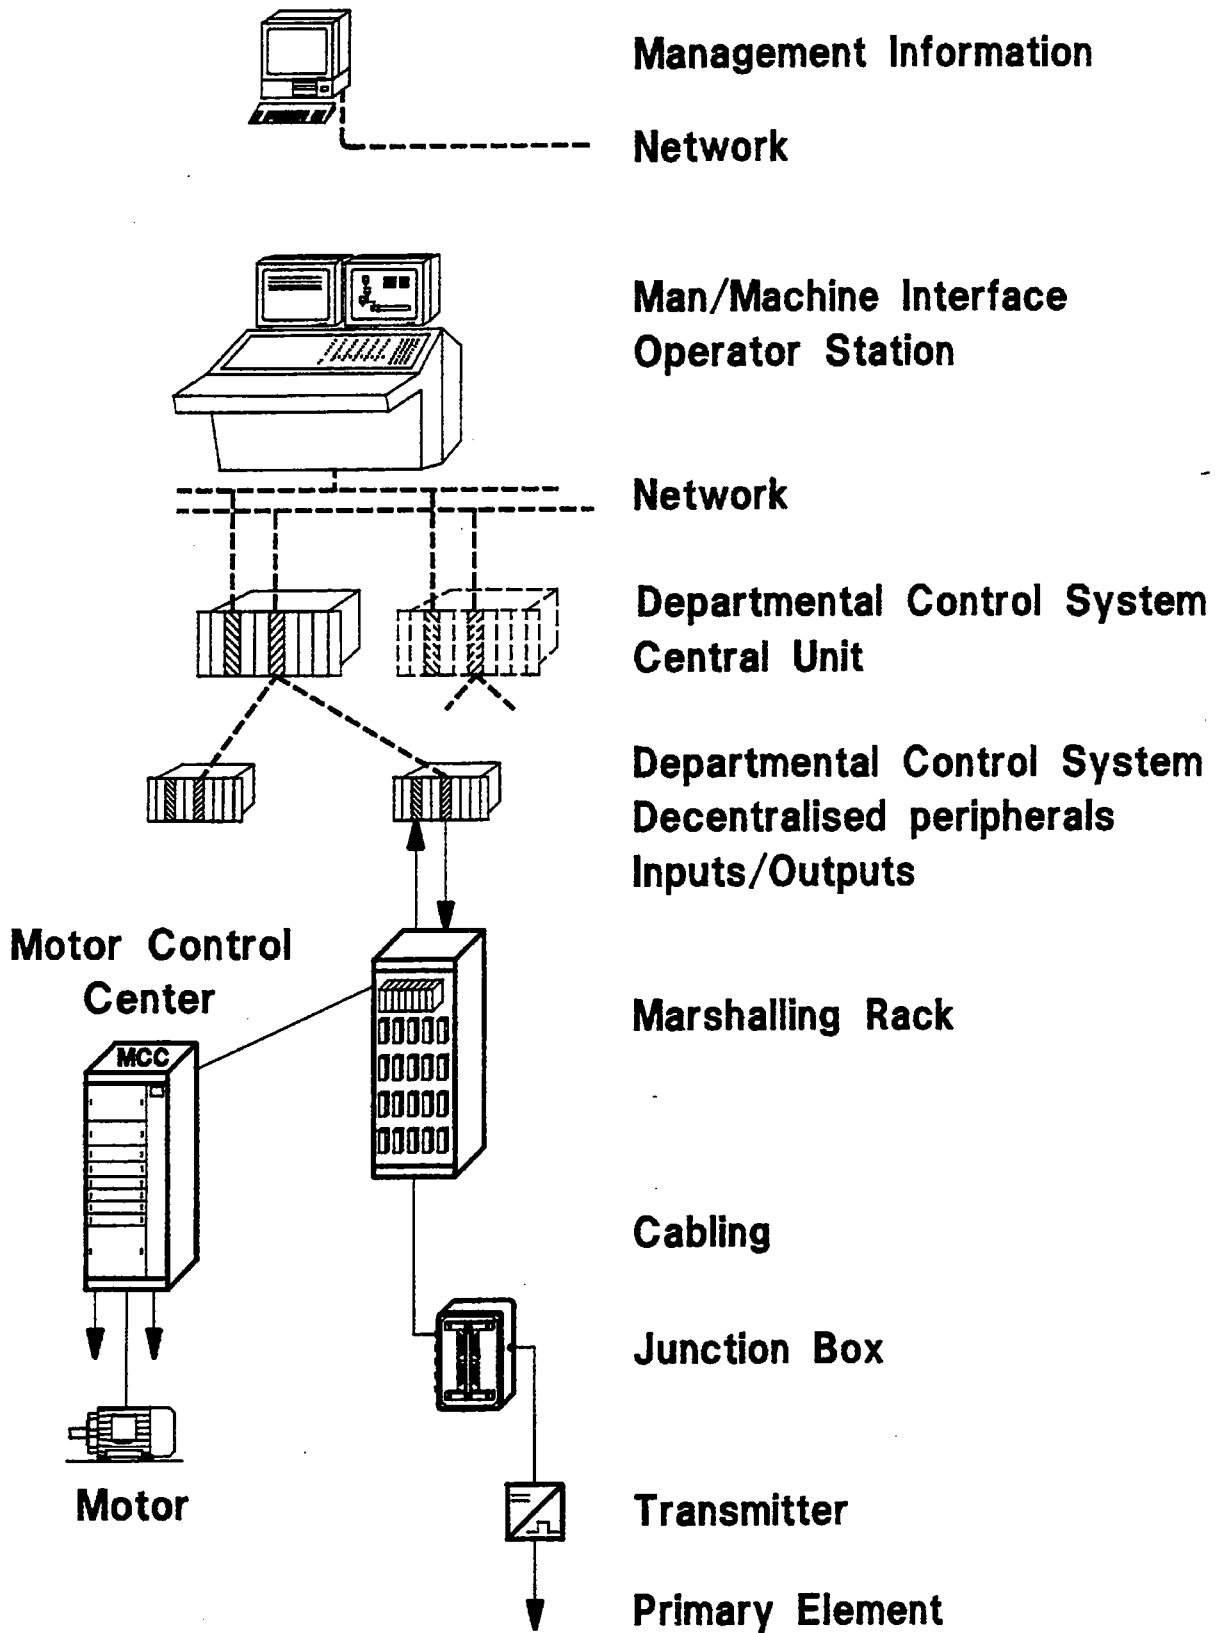 Management Information
Network
Man/Machine Interface
Operator Station
Network
Departmental Control System
Central Unit
Departmental Control System
Decentralised peripherals
Inputs/Outputs
Motor Control
Center
Marshalling Rack
MCC
Cabling
Junction Box
Motor
Transmitter
Primary Element